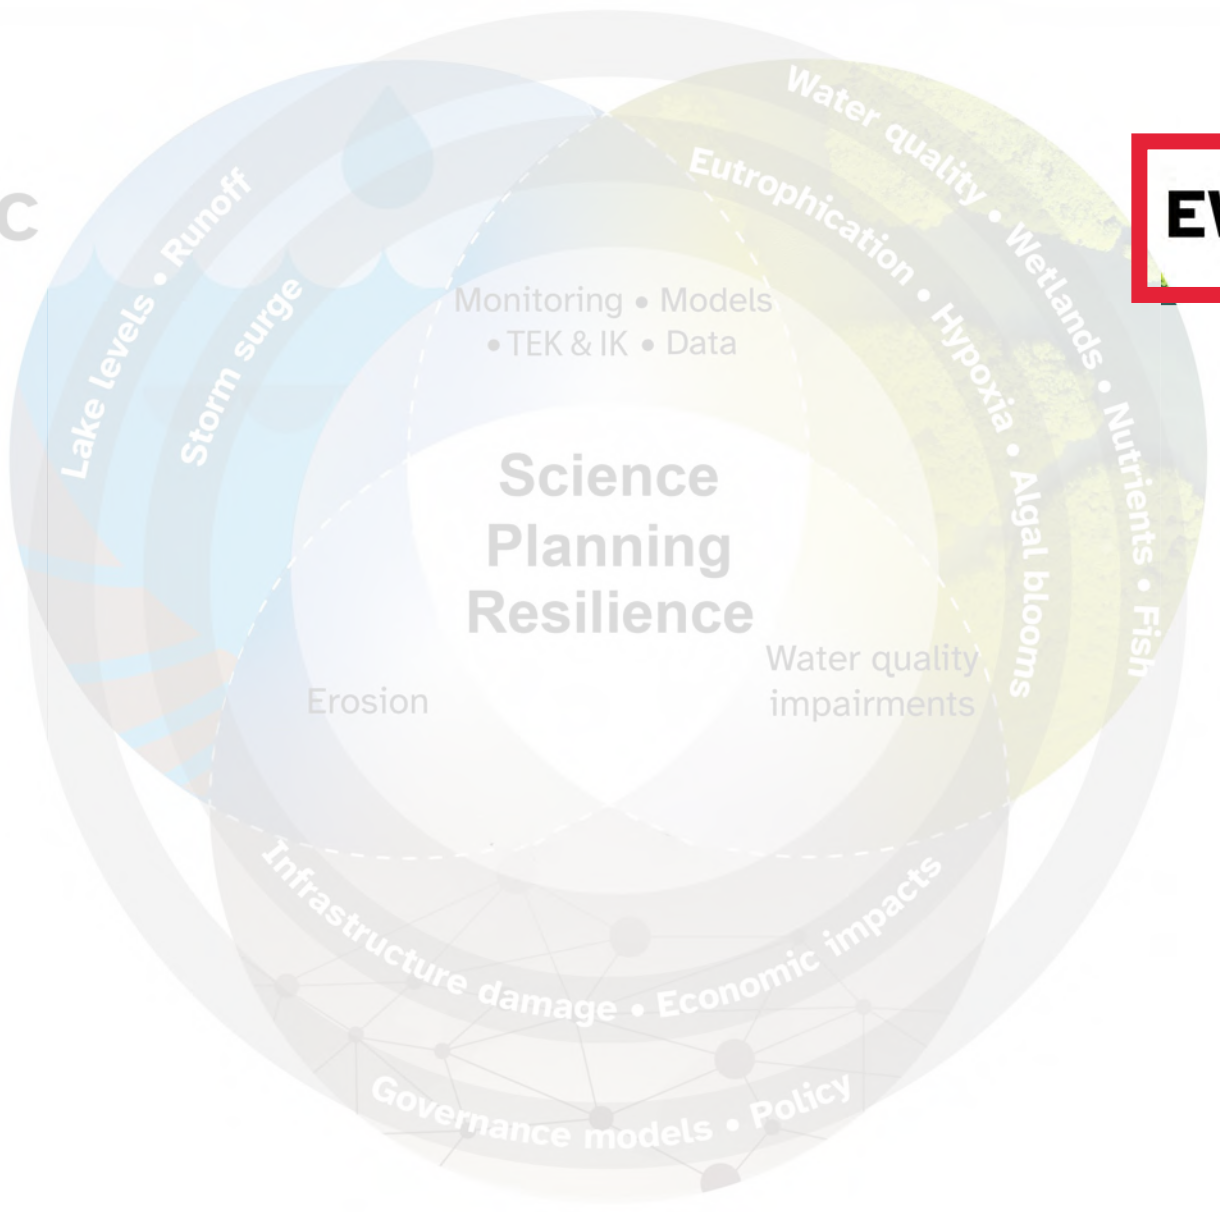 C
EV
Water quality • Wetlands • Nutrients • Fish
Eutrophication • Hypoxia • Algal blooms
Lake levels • Runoff
Storm surge
Monitoring • Models
• TEK & IK • Data
Science
Planning
Resilience
Water quality
impairments
Erosion
Infrastructure damage • Economic impacts
Governance models • Policy